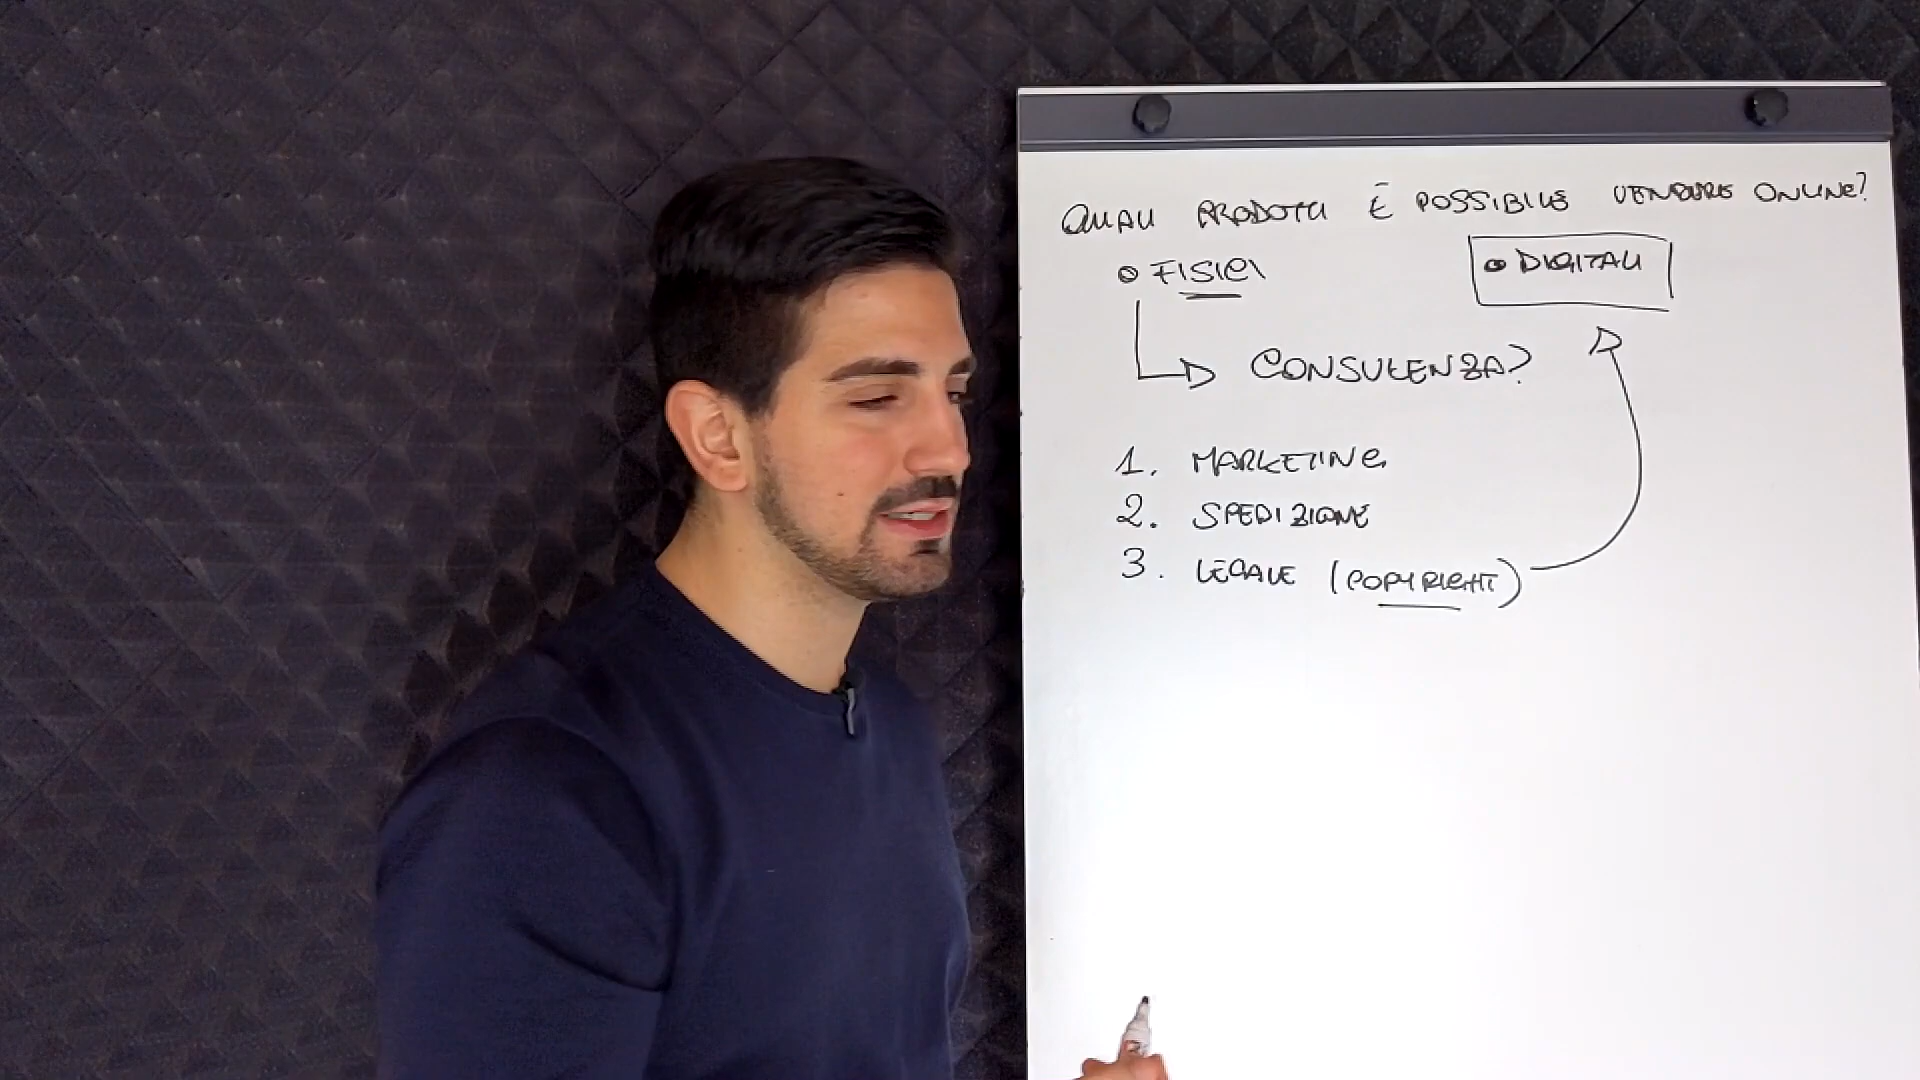 QUALI PRODOTTI È POSSIBILE VENDERE ONLINE?
• FISICI • DIGITALI
CONSULENZA?
1. MARKETING
2. SPEDIZIONE
3. LEGALE (COPYRIGHT)